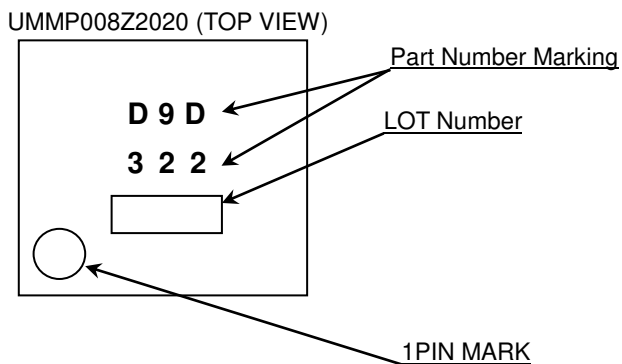 UMMP008Z2020 (TOP VIEW)
Part Number Marking
D 9 D
LOT Number
3 2 2
1PIN MARK